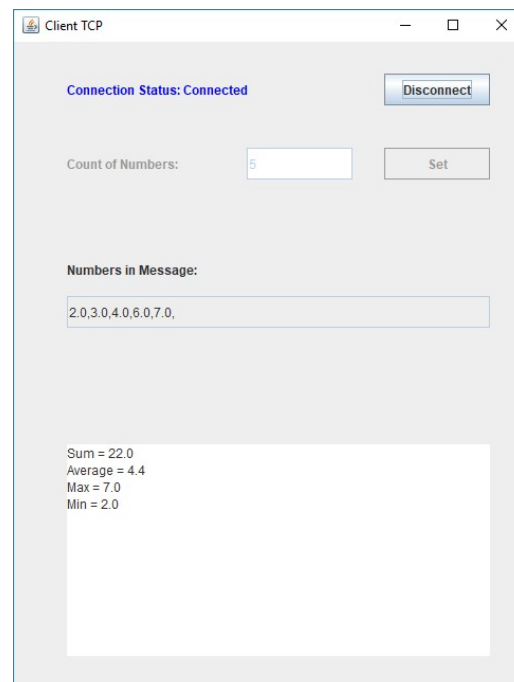 Client TCP
Connection Status: Connected
Disconnect
Count of Numbers:
5
Set
Numbers in Message:
2.0,3.0,4.0,6.0,7.0,
Sum = 22.0
Average = 4.4
Max = 7.0
Min = 2.0